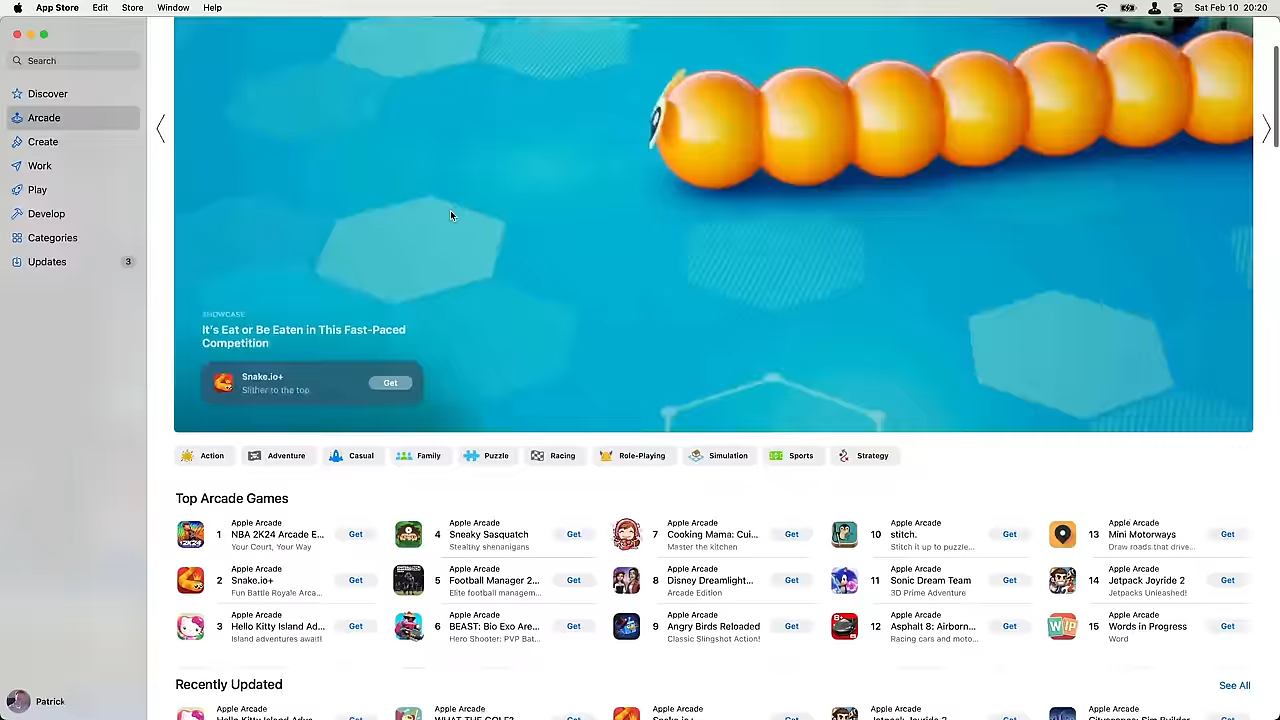 App Store Edit Store Window Help Sat Feb 10 20:20
Search
Discover
Arcade
Create
Work
Play
Develop
Categories
Updates 3
Patrick
SHOWCASE
It's Eat or Be Eaten in This Fast-Paced
Competition
Snake.io+
Slither to the top
Get
Action Adventure Casual Family Puzzle Racing Role-Playing Simulation Sports Strategy
Top Arcade Games
Apple Arcade Apple Arcade Apple Arcade Apple Arcade Apple Arcade
1 NBA 2K24 Arcade E... Get 4 Sneaky Sasquatch Get 7 Cooking Mama: Cui... Get 10 stitch. Get 13 Mini Motorways Get
Your Court, Your Way Stealthy shenanigans Master the kitchen Stitch it up to puzzle... Draw roads that drive...
Apple Arcade Apple Arcade Apple Arcade Apple Arcade Apple Arcade
2 Snake.io+ Get 5 Football Manager 2... Get 8 Disney Dreamlight... Get 11 Sonic Dream Team Get 14 Jetpack Joyride 2 Get
Fun Battle Royale Arca... Elite football managem... Arcade Edition 3D Prime Adventure Jetpacks Unleashed!
Apple Arcade Apple Arcade Apple Arcade Apple Arcade Apple Arcade
3 Hello Kitty Island Ad... Get 6 BEAST: Bio Exo Are... Get 9 Angry Birds Reloaded Get 12 Asphalt 8: Airborn... Get 15 Words in Progress Get
Island adventures await! Hero Shooter: PVP Bat... Classic Slingshot Action! Racing cars and moto... Word
Recently Updated See All
Apple Arcade Apple Arcade Apple Arcade Apple Arcade Apple Arcade